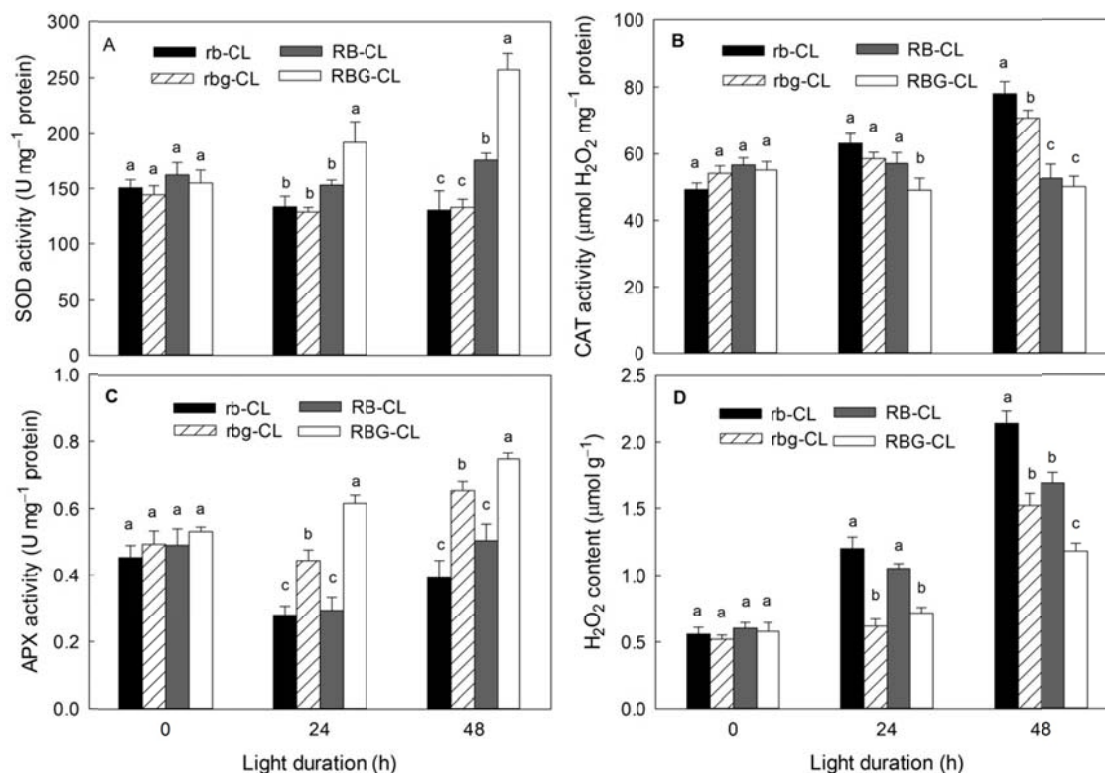 A
rb-CL RB-CL
rbg-CL RBG-CL
SOD activity (U mg⁻¹ protein)
300
250
200
150
100
50
0
a a a a
b b b a
c c b a
B
rb-CL RB-CL
rbg-CL RBG-CL
CAT activity (μmol H₂O₂ mg⁻¹ protein)
100
80
60
40
20
0
a a a a
a a a b
a b c c
C
rb-CL RB-CL
rbg-CL RBG-CL
APX activity (U mg⁻¹ protein)
1.0
0.8
0.6
0.4
0.2
0.0
a a a a
c b c a
c b c a
0 24 48
Light duration (h)
D
rb-CL RB-CL
rbg-CL RBG-CL
H₂O₂ content (μmol g⁻¹)
2.5
2.0
1.5
1.0
0.5
0.0
a a a a
a b a b
a b b c
0 24 48
Light duration (h)